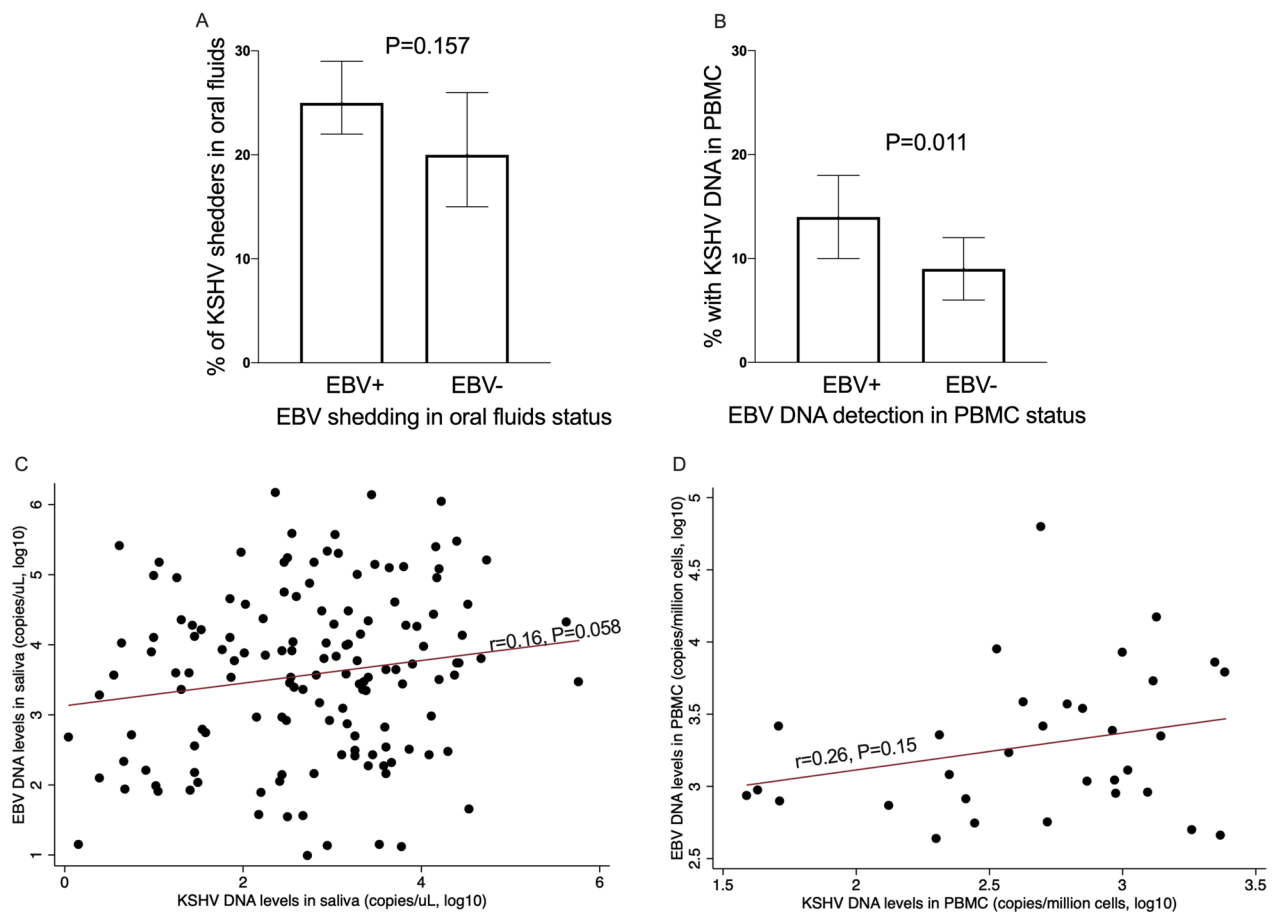 A
P=0.157
% of KSHV shedders in oral fluids
30
20
10
0
EBV+ EBV-
EBV shedding in oral fluids status
B
P=0.011
% with KSHV DNA in PBMC
30
20
10
0
EBV+ EBV-
EBV DNA detection in PBMC status
C
EBV DNA levels in saliva (copies/uL, log10)
6
5
4
3
2
1
r=0.16, P=0.058
0 2 4 6
KSHV DNA levels in saliva (copies/uL, log10)
D
EBV DNA levels in PBMC (copies/million cells, log10)
5
4.5
4
3.5
3
2.5
r=0.26, P=0.15
1.5 2 2.5 3 3.5
KSHV DNA levels in PBMC (copies/million cells, log10)